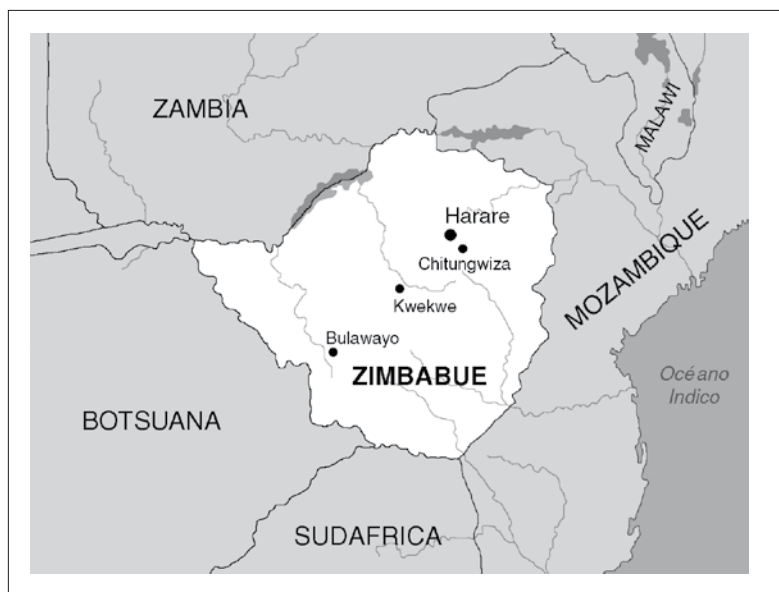 ZAMBIA
MALAWI
Harare
Chitungwiza
MOZAMBIQUE
Kwekwe
Bulawayo
ZIMBABUE
Océano
Indico
BOTSUANA
SUDAFRICA